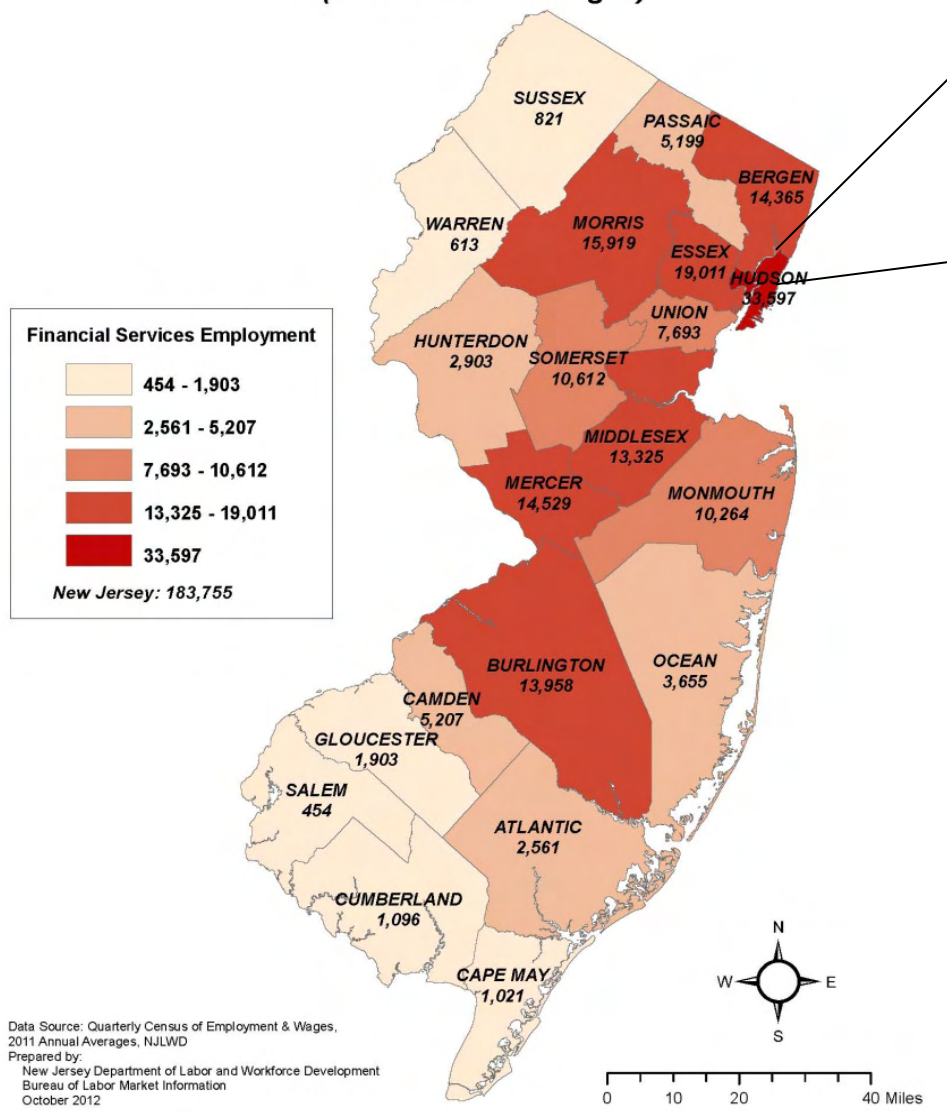 SUSSEX
821
PASSAIC
5,199
BERGEN
14,365
WARREN
613
MORRIS
15,919
ESSEX
19,011
HUDSON
33,597
UNION
7,693
HUNTERDON
2,903
SOMERSET
10,612
MIDDLESEX
13,325
MERCER
14,529
MONMOUTH
10,264
Financial Services Employment
454 - 1,903
2,561 - 5,207
7,693 - 10,612
13,325 - 19,011
33,597
New Jersey: 183,755
BURLINGTON
13,958
OCEAN
3,655
CAMDEN
5,207
GLOUCESTER
1,903
SALEM
454
ATLANTIC
2,561
CUMBERLAND
1,096
CAPE MAY
1,021
N
W E
S
Data Source: Quarterly Census of Employment & Wages,
2011 Annual Averages, NJLWD
Prepared by:
New Jersey Department of Labor and Workforce Development
Bureau of Labor Market Information
October 2012
0 10 20 40 Miles